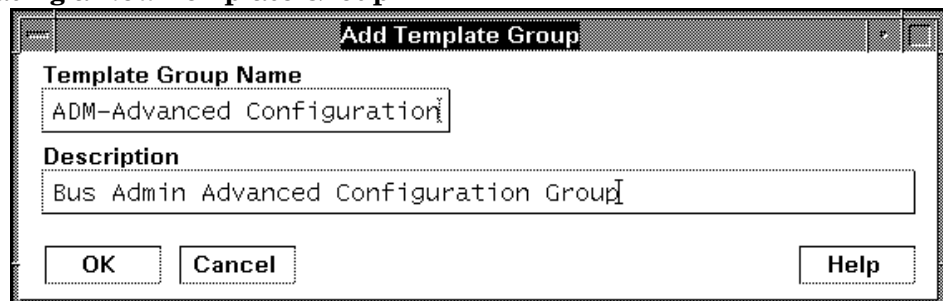 Add Template Group
Template Group Name
ADM-Advanced Configuration
Description
Bus Admin Advanced Configuration Group
OK Cancel Help